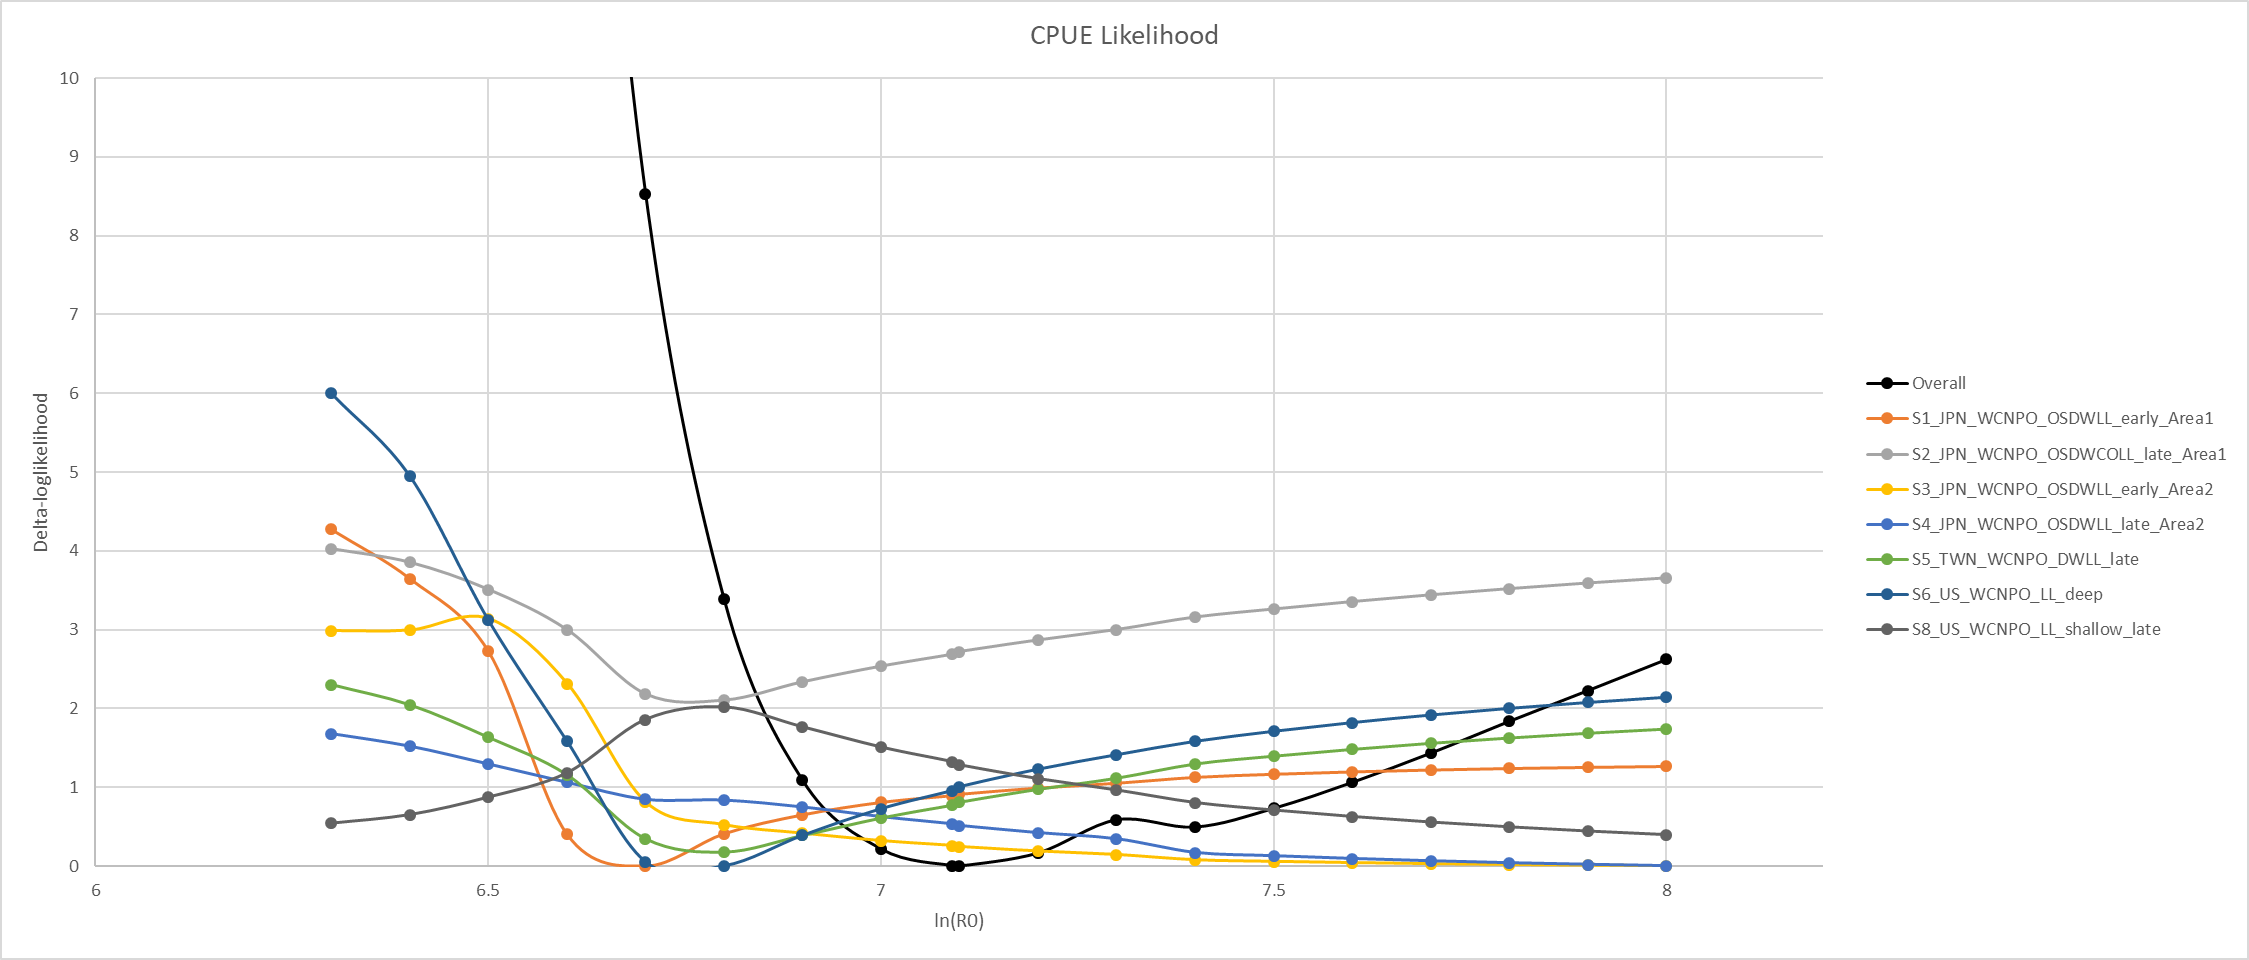 CPUE Likelihood
10
9
8
7
6
5
4
3
2
1
0
Delta-loglikelihood
6
6.5
7
7.5
8
ln(R0)
Overall
S1_JPN_WCNPO_OSDWLL_early_Area1
S2_JPN_WCNPO_OSDWCOLL_late_Area1
S3_JPN_WCNPO_OSDWLL_early_Area2
S4_JPN_WCNPO_OSDWLL_late_Area2
S5_TWN_WCNPO_DWLL_late
S6_US_WCNPO_LL_deep
S8_US_WCNPO_LL_shallow_late